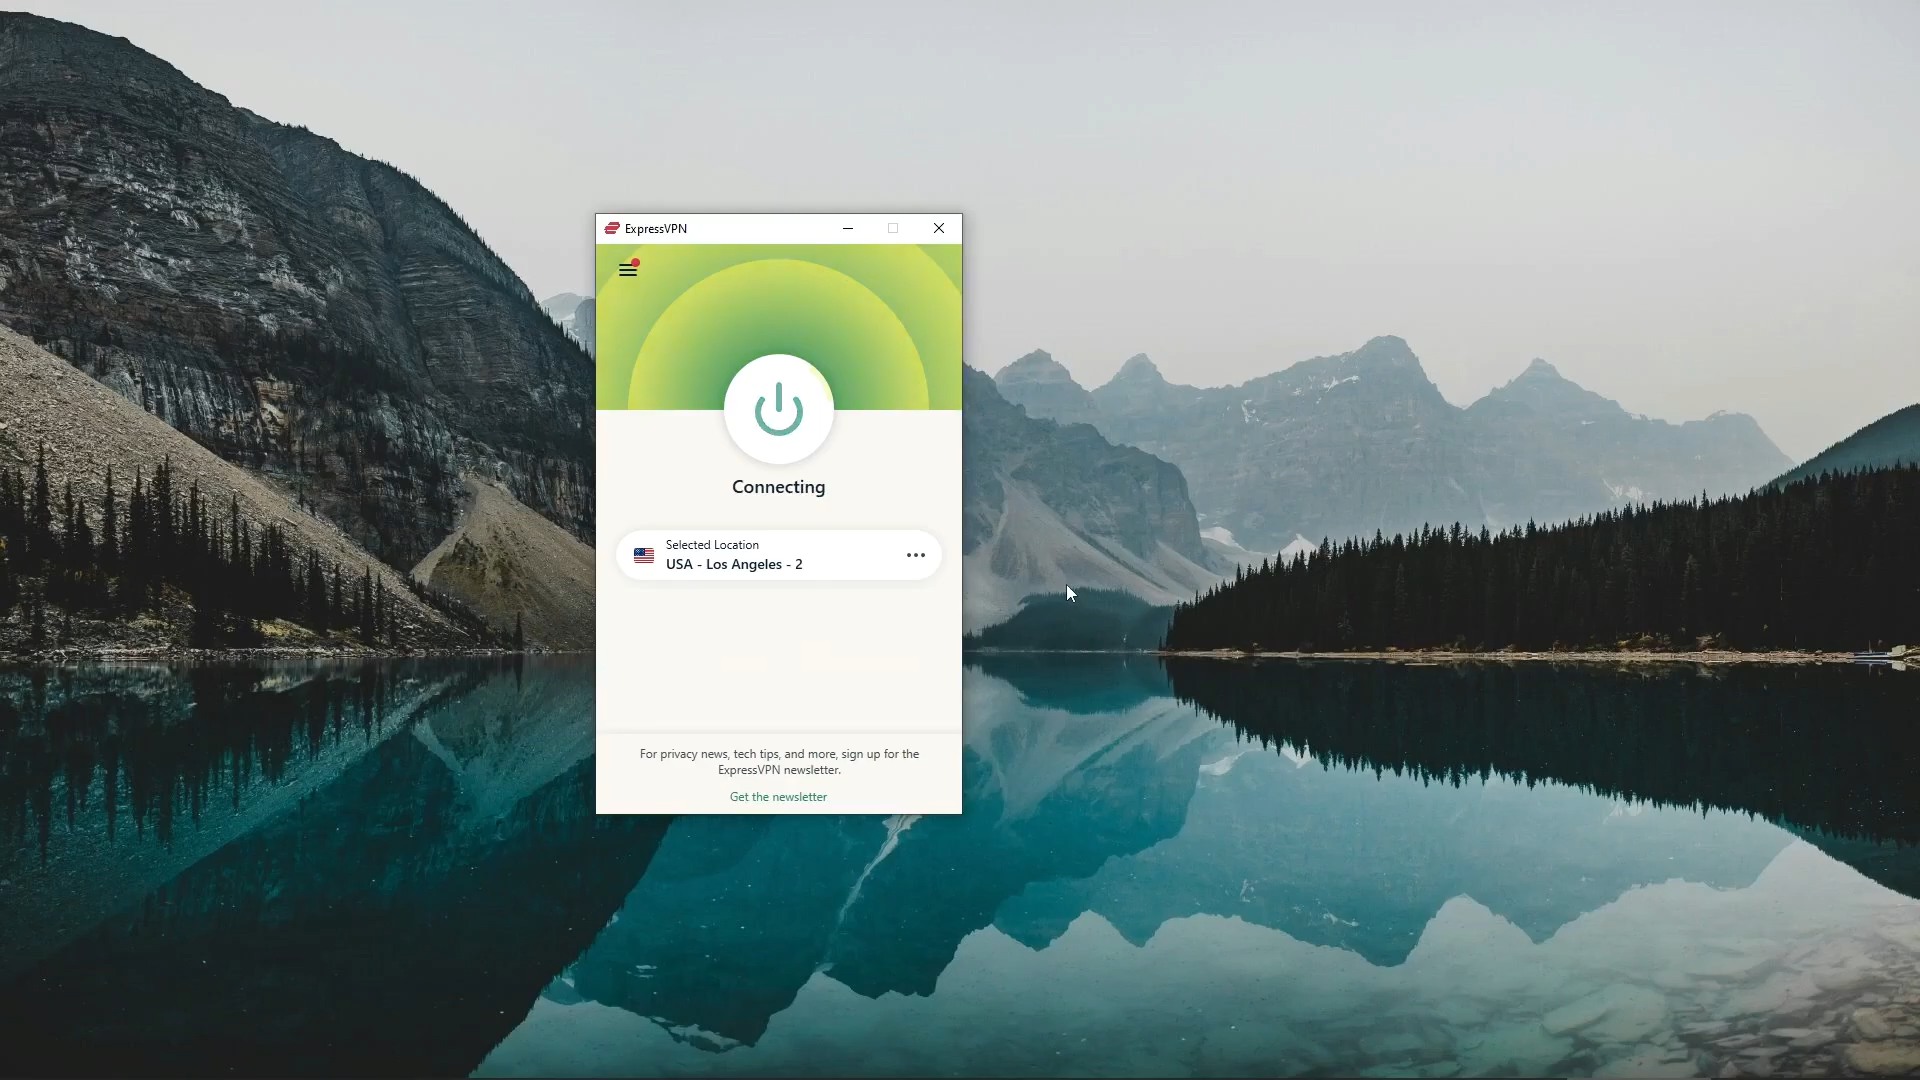 ExpressVPN
Connecting
Selected Location
USA - Los Angeles - 2
For privacy news, tech tips, and more, sign up for the
ExpressVPN newsletter.
Get the newsletter